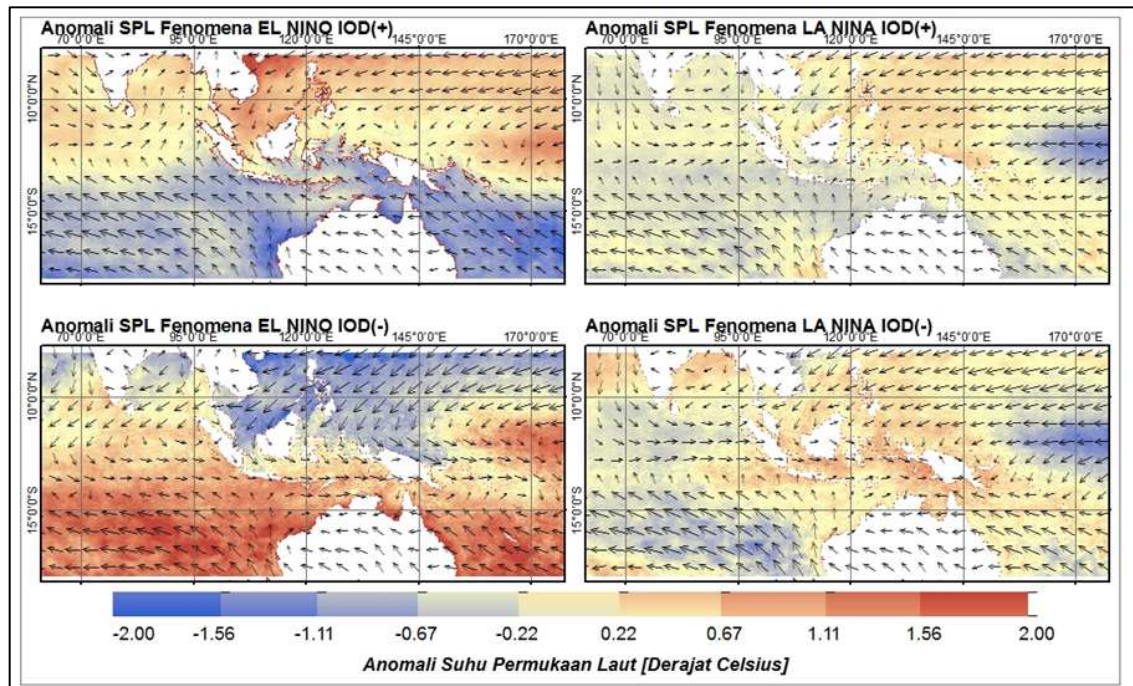 Anomali SPL Fenomena EL NINO IOD(+)
70°0'0"E 95°0'0"E 120°0'0"E 145°0'0"E 170°0'0"E
10°0'0"N
15°0'0"S
Anomali SPL Fenomena LA NINA IOD(+)
70°0'0"E 95°0'0"E 120°0'0"E 145°0'0"E 170°0'0"E
10°0'0"N
15°0'0"S
Anomali SPL Fenomena EL NINO IOD(-)
70°0'0"E 95°0'0"E 120°0'0"E 145°0'0"E 170°0'0"E
10°0'0"N
15°0'0"S
Anomali SPL Fenomena LA NINA IOD(-)
70°0'0"E 95°0'0"E 120°0'0"E 145°0'0"E 170°0'0"E
10°0'0"N
15°0'0"S
-2.00 -1.56 -1.11 -0.67 -0.22 0.22 0.67 1.11 1.56 2.00
Anomali Suhu Permukaan Laut [Derajat Celsius]